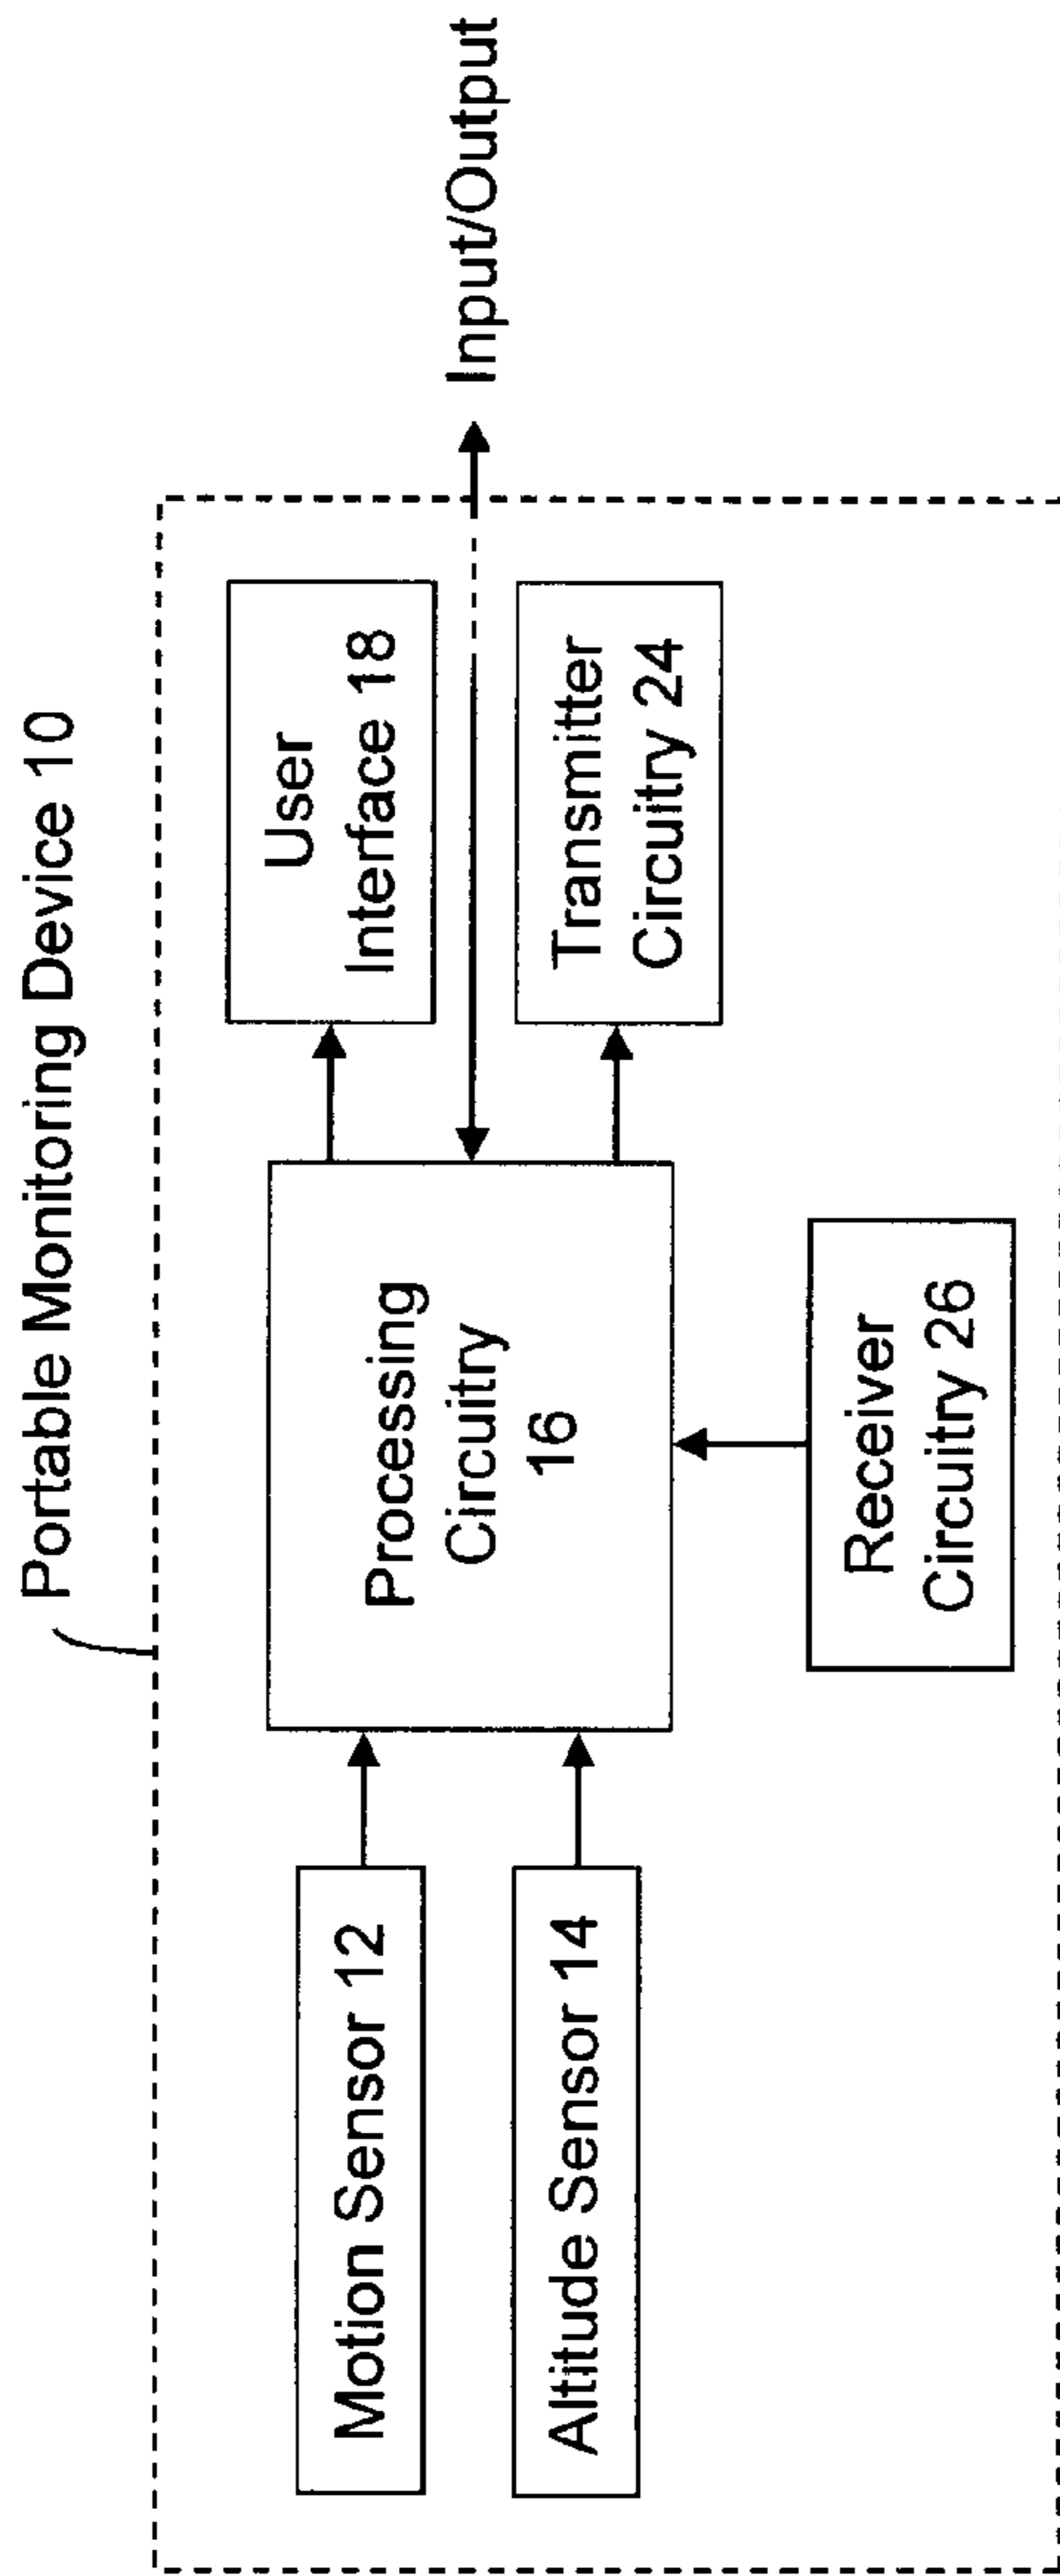 Portable Monitoring Device 10
Motion Sensor 12
Altitude Sensor 14
Processing
Circuitry
16
User
Interface 18
Input/Output
Transmitter
Circuitry 24
Receiver
Circuitry 26